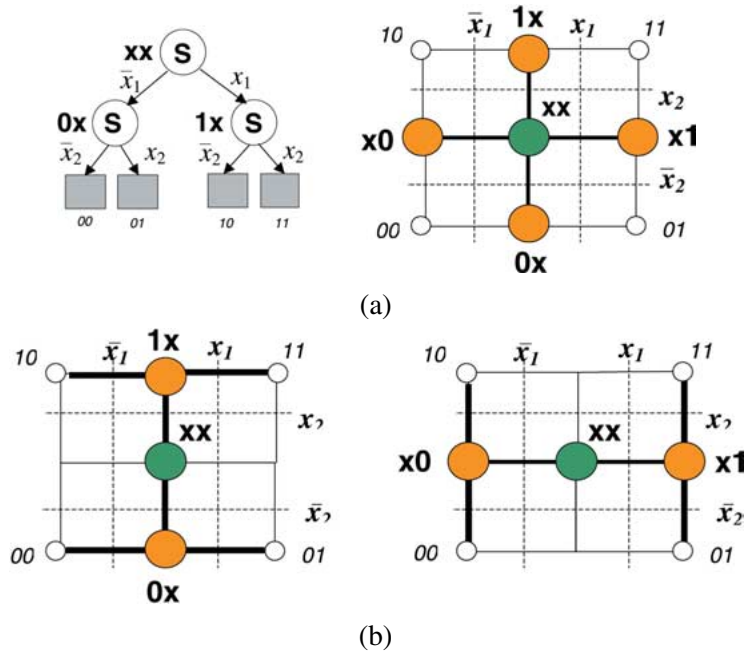 xx S
x̄₁ x₁
0x S 1x S
x̄₂ x₂ x̄₂ x₂
00 01 10 11
x̄₁ 1x x₁
10 11
xx x₂
x0 x1
x̄₂
00 01
0x
(a)
x̄₁ 1x x₁
10 11
x₂
xx
x̄₂
00 01
0x
x̄₁ x₁
10 11
x₂
x0 xx x1
x̄₂
00 01
(b)